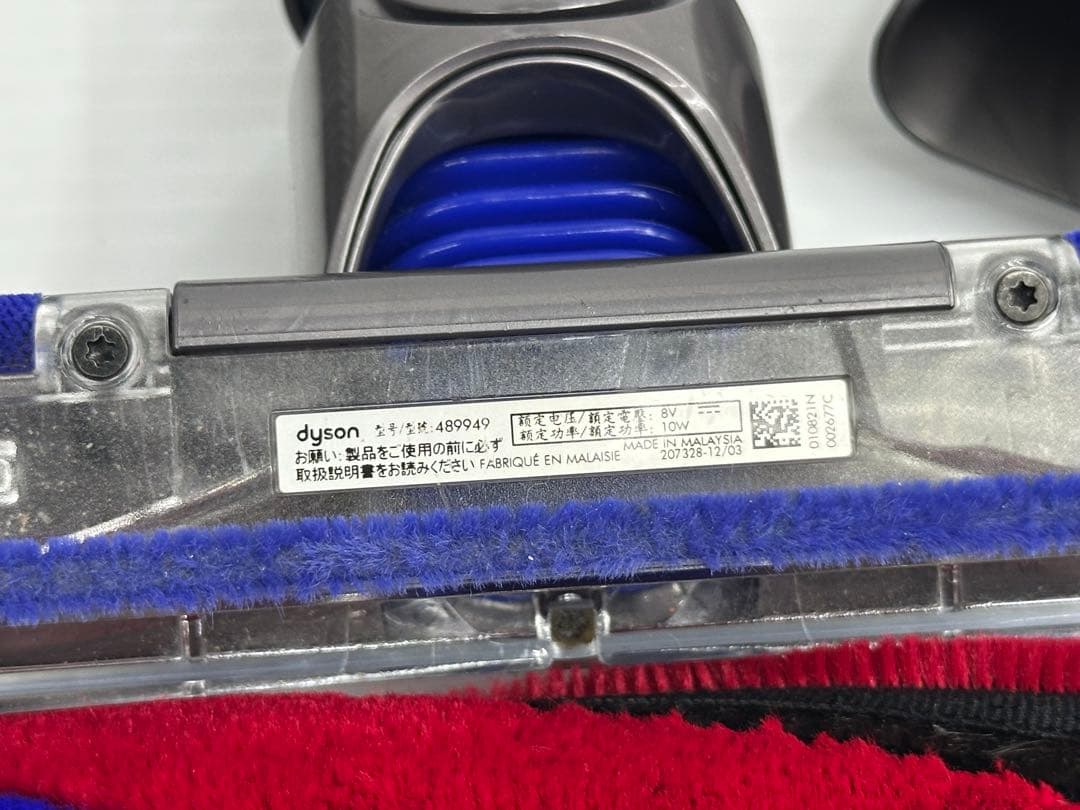 dyson 型号/型號:489949
お願い:製品をご使用の前に必ず
取扱説明書をお読みください FABRIQUÉ EN MALAISIE
额定电压/額定電壓: 8V
额定功率/額定功率: 10W
MADE IN MALAYSIA
207328-12/03
010821N
002677C